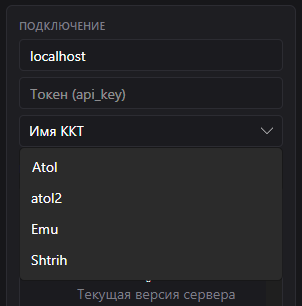 ПОДКЛЮЧЕНИЕ
localhost
Токен (api_key)
Имя ККТ
Atol
atol2
Emu
Shtrih
Текущая версия сервера